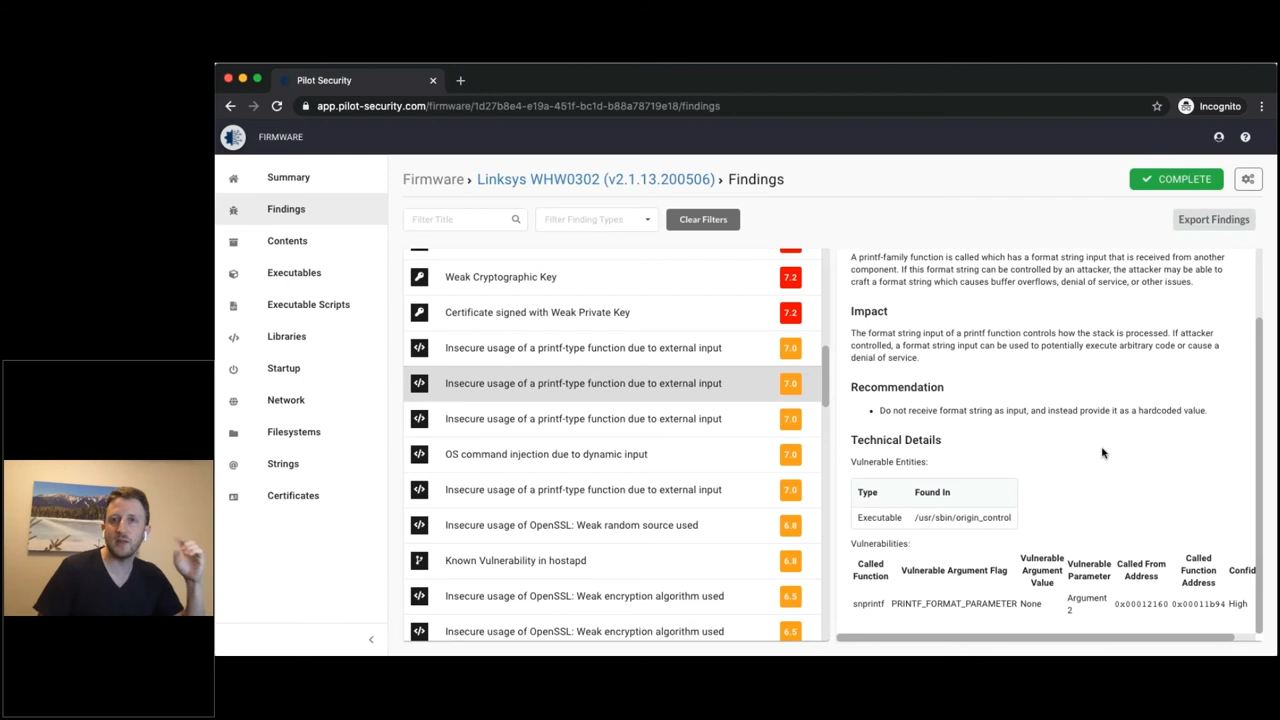 Pilot Security
app.pilot-security.com/firmware/1d27b8e4-e19a-451f-bc1d-b88a78719e18/findings
Incognito
FIRMWARE
Summary
Findings
Contents
Executables
Executable Scripts
Libraries
Startup
Network
Filesystems
Strings
Certificates
Firmware › Linksys WHW0302 (v2.1.13.200506) › Findings
COMPLETE
Filter Title
Filter Finding Types
Clear Filters
Export Findings
Weak Cryptographic Key 7.2
Certificate signed with Weak Private Key 7.2
Insecure usage of a printf-type function due to external input 7.0
Insecure usage of a printf-type function due to external input 7.0
Insecure usage of a printf-type function due to external input 7.0
OS command injection due to dynamic input 7.0
Insecure usage of a printf-type function due to external input 7.0
Insecure usage of OpenSSL: Weak random source used 6.8
Known Vulnerability in hostapd 6.8
Insecure usage of OpenSSL: Weak encryption algorithm used 6.5
Insecure usage of OpenSSL: Weak encryption algorithm used 6.5
A printf-family function is called which has a format string input that is received from another
component. If this format string can be controlled by an attacker, the attacker may be able to
craft a format string which causes buffer overflows, denial of service, or other issues.
Impact
The format string input of a printf function controls how the stack is processed. If attacker
controlled, a format string input can be used to potentially execute arbitrary code or cause a
denial of service.
Recommendation
• Do not receive format string as input, and instead provide it as a hardcoded value.
Technical Details
Vulnerable Entities:
Type Found In
Executable /usr/sbin/origin_control
Vulnerabilities:
Called Function Vulnerable Argument Flag Vulnerable Argument Value Vulnerable Parameter Called From Address Called Function Address Confid
snprintf PRINTF_FORMAT_PARAMETER None Argument 2 0x00012160 0x00011b94 High